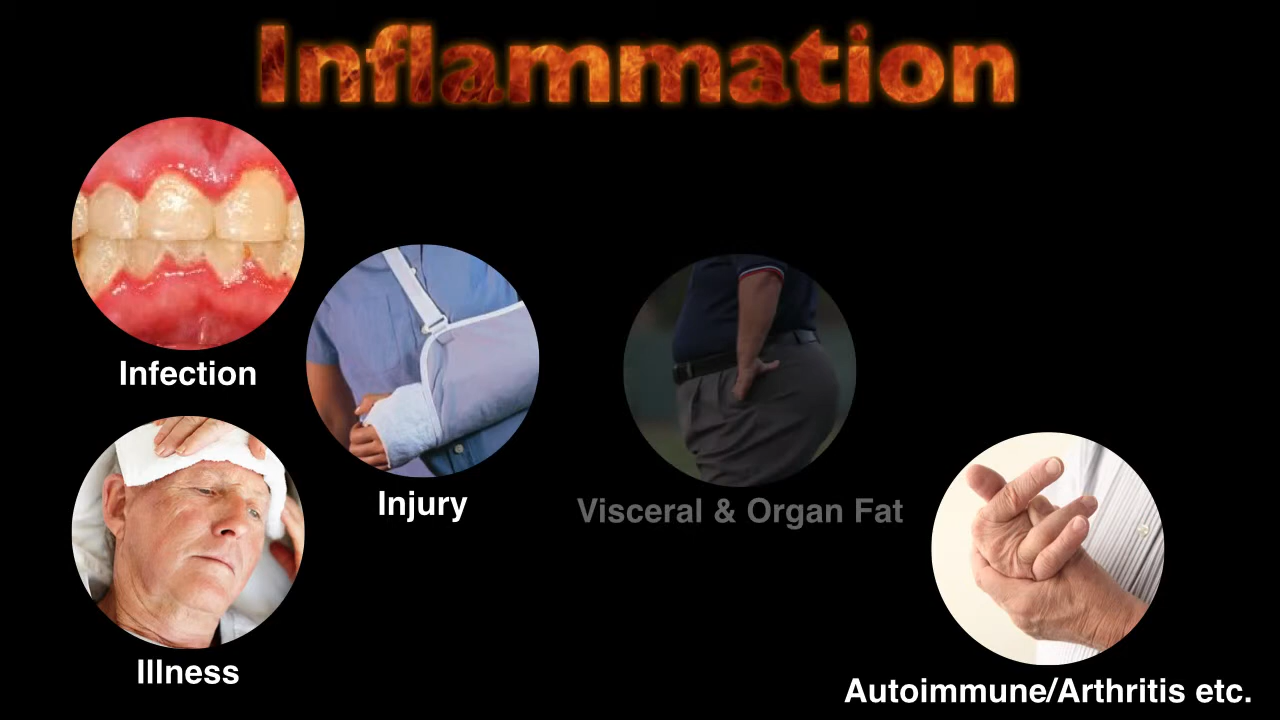 Inflammation
Infection
Injury
Visceral & Organ Fat
Illness
Autoimmune/Arthritis etc.